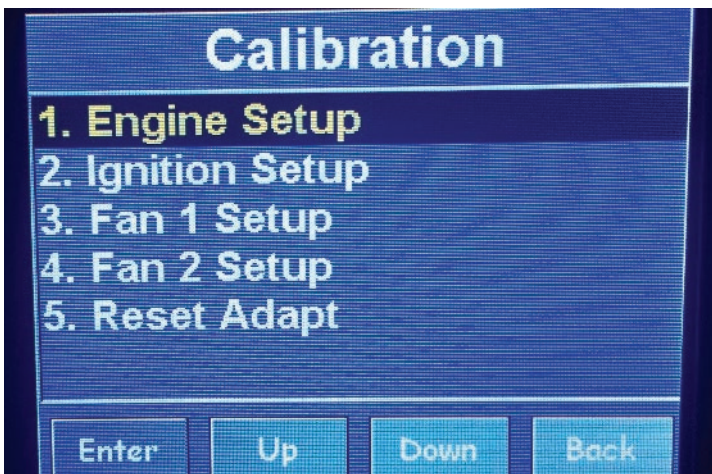 Calibration
1. Engine Setup
2. Ignition Setup
3. Fan 1 Setup
4. Fan 2 Setup
5. Reset Adapt
Enter Up Down Back